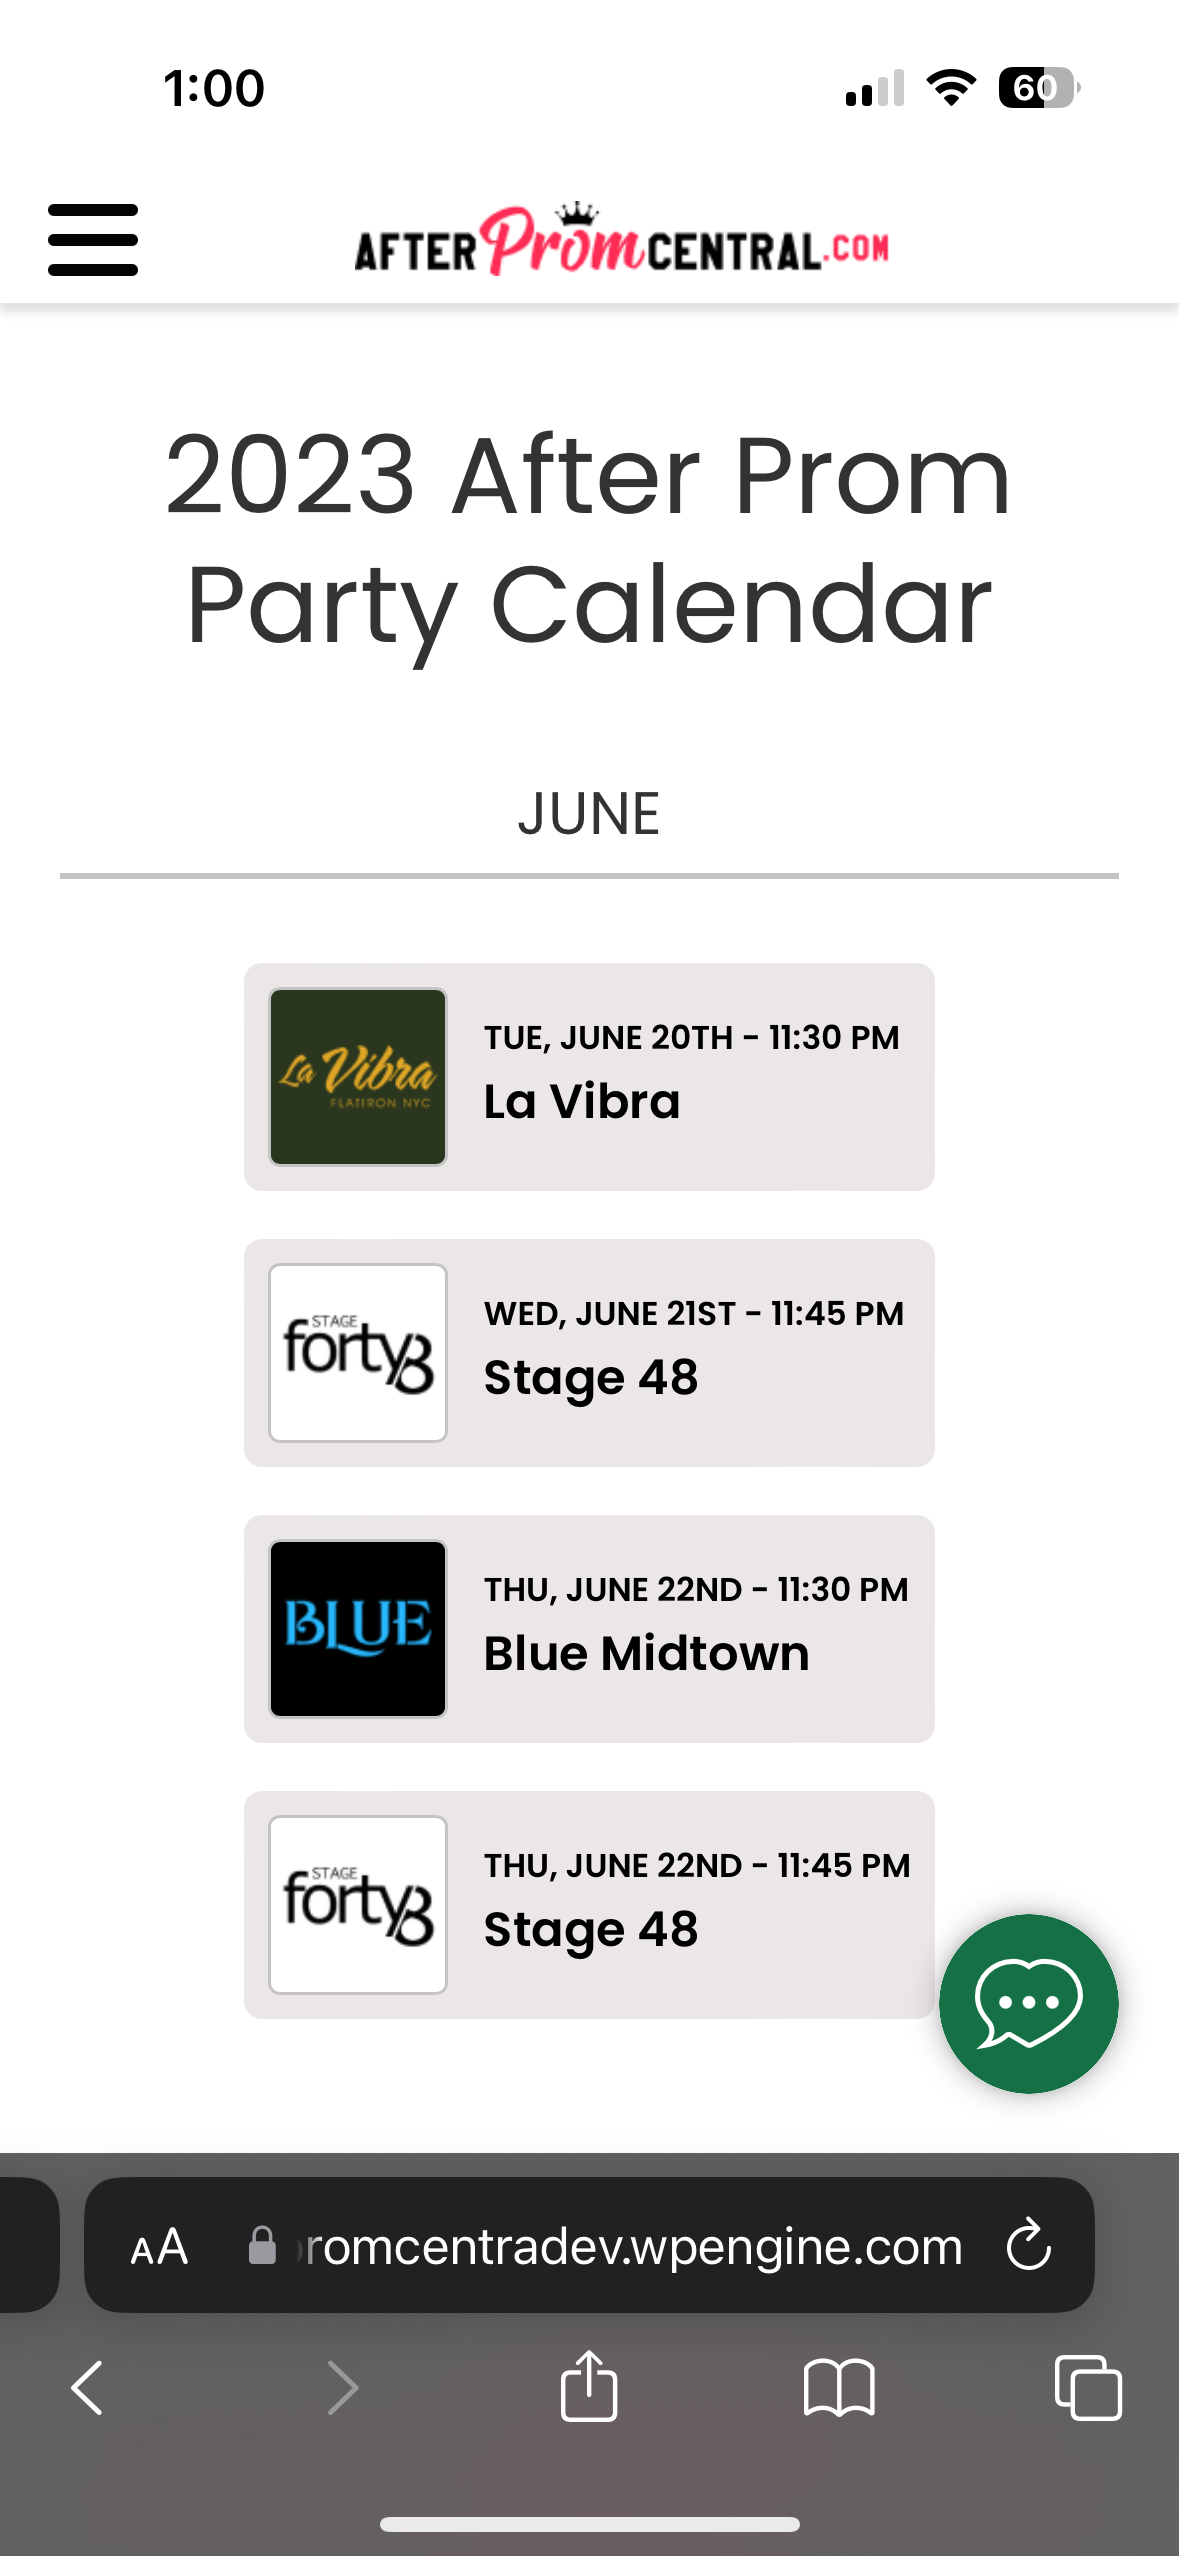 1:00
60
AFTER Prom CENTRAL.COM
2023 After Prom
Party Calendar
JUNE
La Vibra
FLATIRON NYC
TUE, JUNE 20TH - 11:30 PM
La Vibra
STAGE
forty8
WED, JUNE 21ST - 11:45 PM
Stage 48
BLUE
THU, JUNE 22ND - 11:30 PM
Blue Midtown
STAGE
forty8
THU, JUNE 22ND - 11:45 PM
Stage 48
AA
romcentradev.wpengine.com